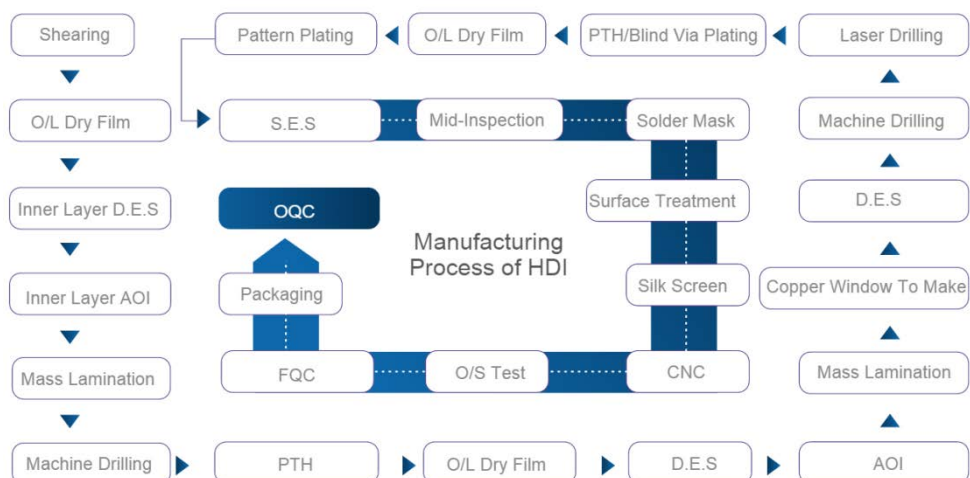 Shearing
Pattern Plating
O/L Dry Film
PTH/Blind Via Plating
Laser Drilling
O/L Dry Film
S.E.S
Mid-Inspection
Solder Mask
Machine Drilling
Inner Layer D.E.S
OQC
Surface Treatment
D.E.S
Manufacturing
Process of HDI
Inner Layer AOI
Packaging
Silk Screen
Copper Window To Make
Mass Lamination
FQC
O/S Test
CNC
Mass Lamination
Machine Drilling
PTH
O/L Dry Film
D.E.S
AOI